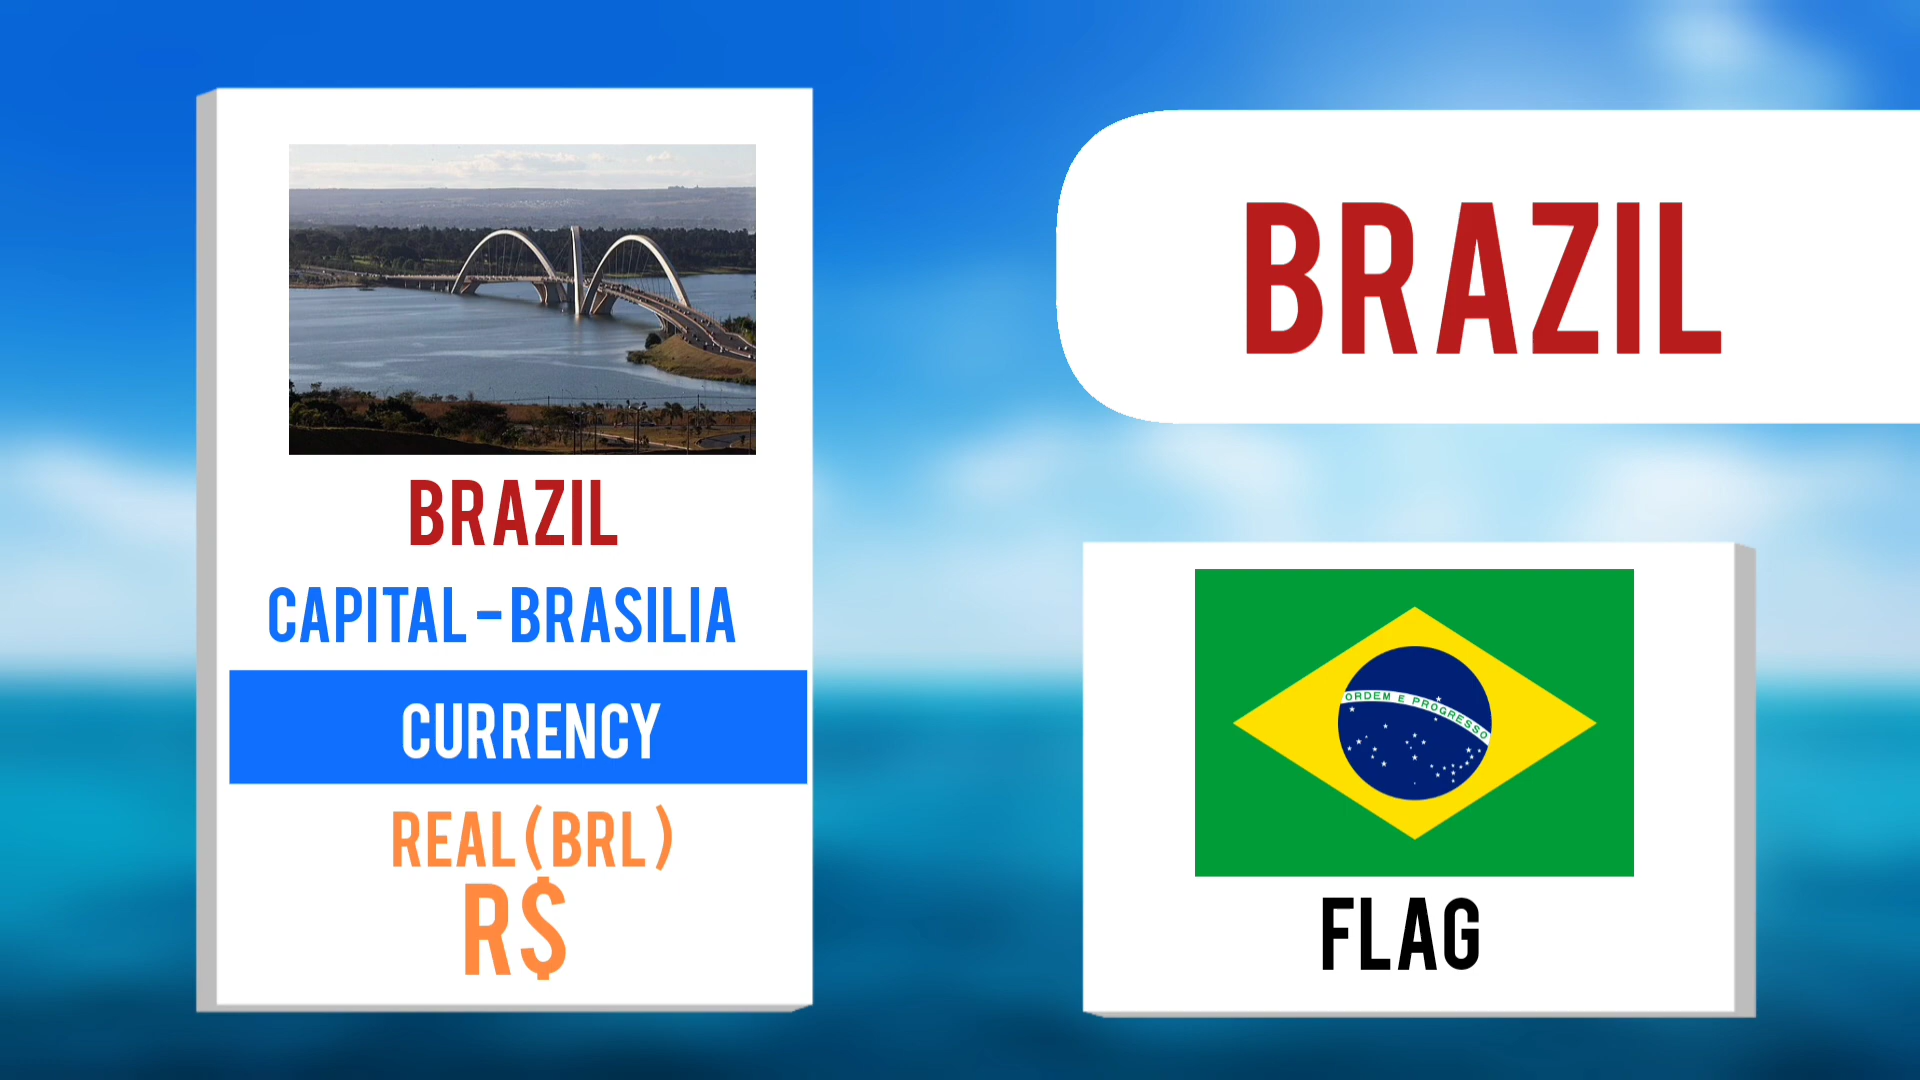 BRAZIL
CAPITAL - BRASILIA
CURRENCY
REAL (BRL)
R$
BRAZIL
ORDEM E PROGRESSO
FLAG